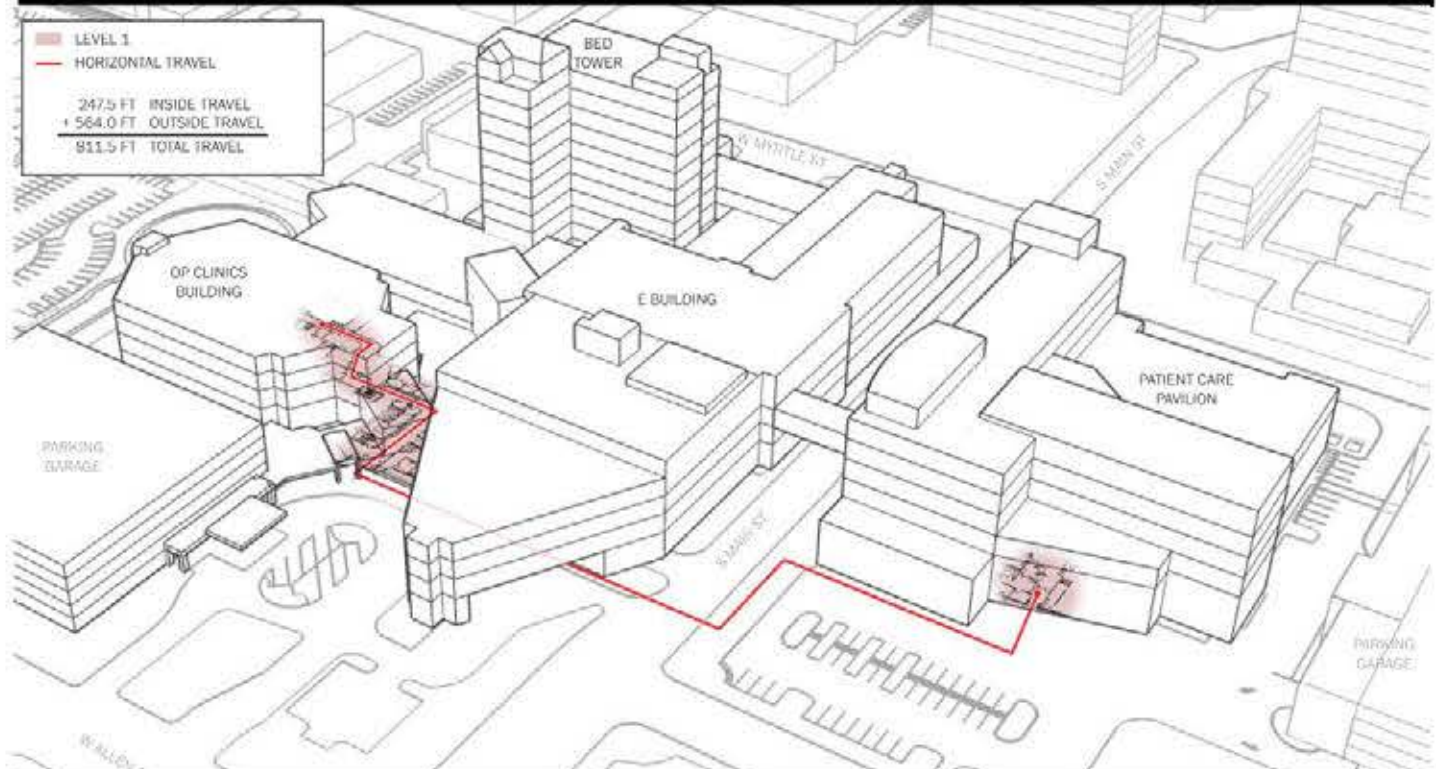 LEVEL 1
HORIZONTAL TRAVEL
247.5 FT INSIDE TRAVEL
+ 564.0 FT OUTSIDE TRAVEL
811.5 FT TOTAL TRAVEL
BED
TOWER
W MYRTLE ST
S MAIN ST
OP CLINICS
BUILDING
E BUILDING
PATIENT CARE
PAVILION
PARKING
GARAGE
S MAIN ST
PARKING
GARAGE
W ALLEN